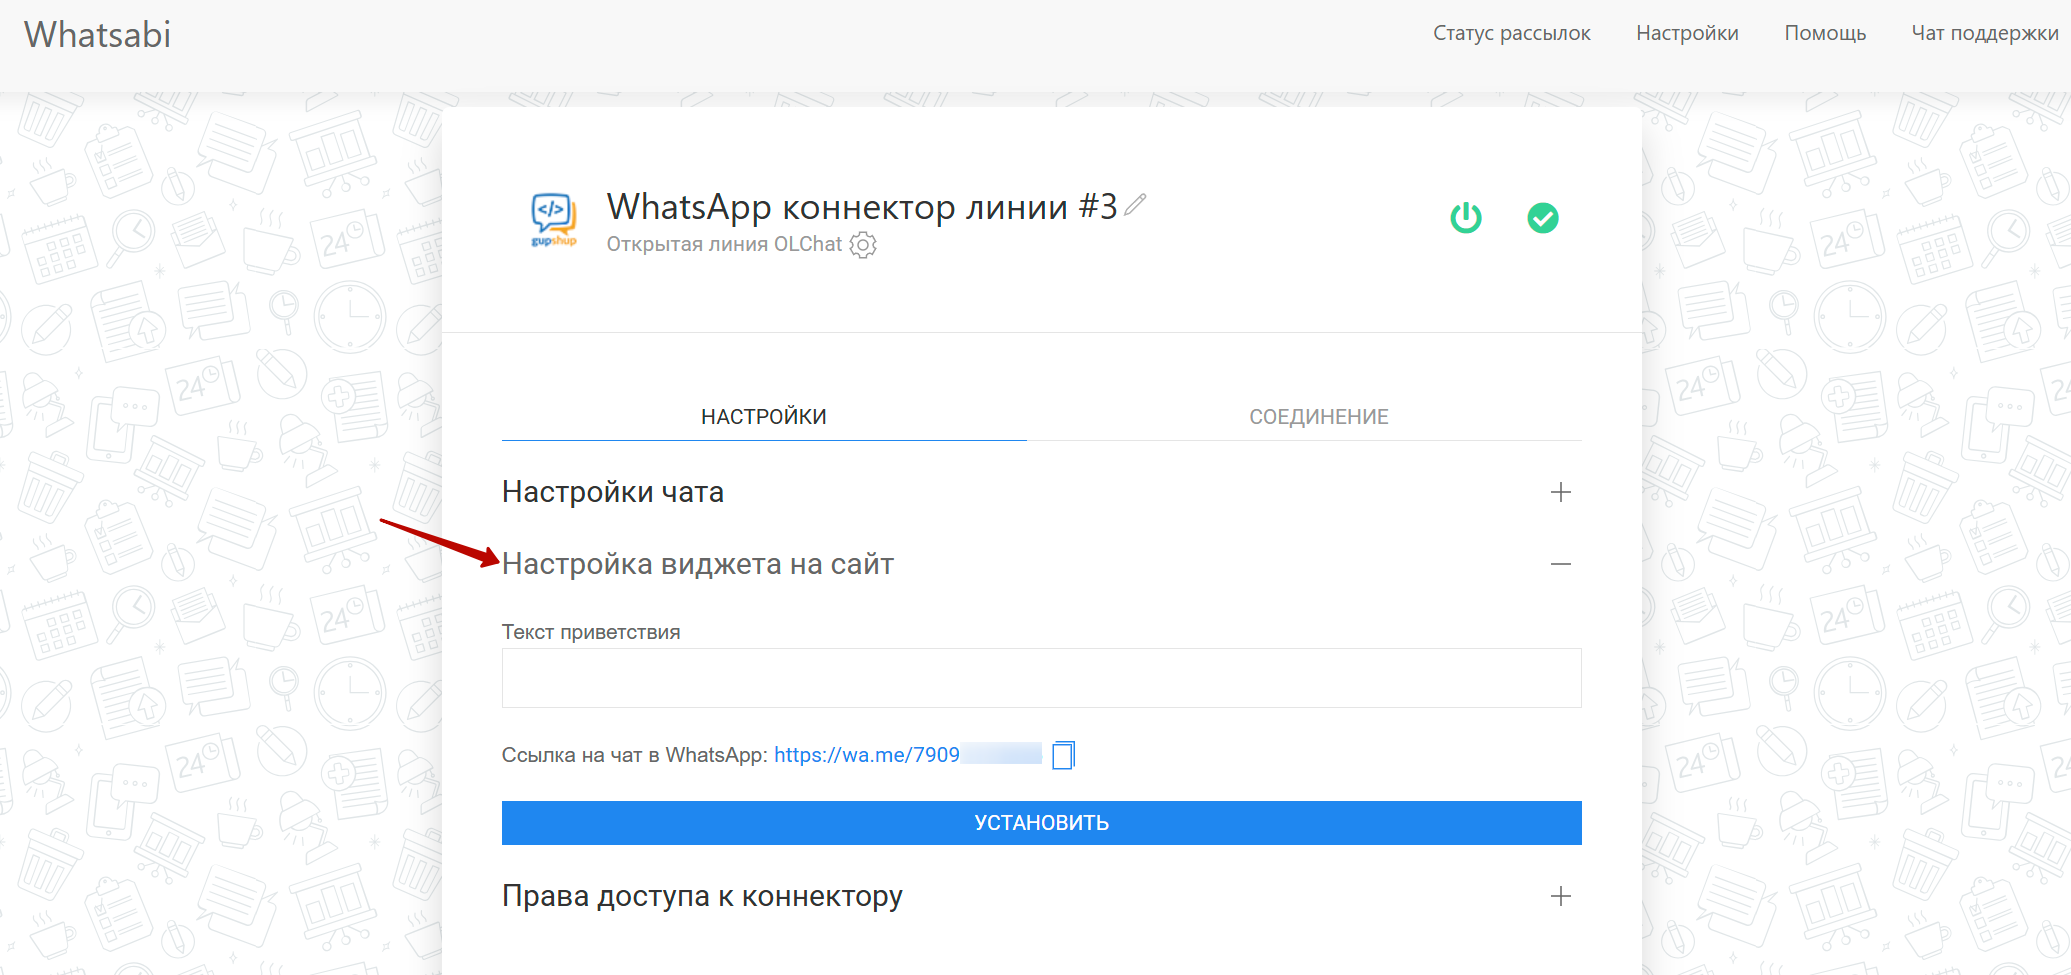 Whatsabi
Статус рассылок
Настройки
Помощь
Чат поддержки
</>
gupshup
WhatsApp коннектор линии #3
Открытая линия OLChat
НАСТРОЙКИ
СОЕДИНЕНИЕ
Настройки чата
Настройка виджета на сайт
Текст приветствия
Ссылка на чат в WhatsApp: https://wa.me/7909
УСТАНОВИТЬ
Права доступа к коннектору